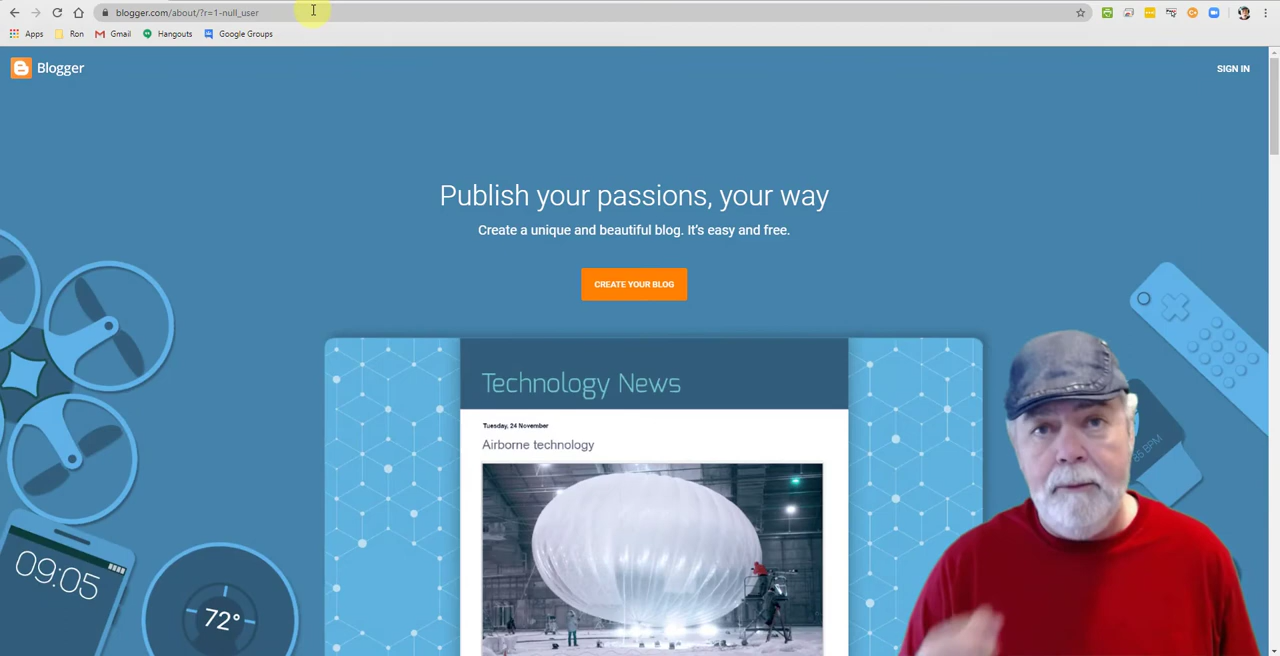 blogger.com/about/?r=1-null_user
Apps Ron Gmail Hangouts Google Groups
Blogger
SIGN IN
Publish your passions, your way
Create a unique and beautiful blog. It's easy and free.
CREATE YOUR BLOG
Technology News
Tuesday, 24 November
Airborne technology
85 BPM
09:05
72°